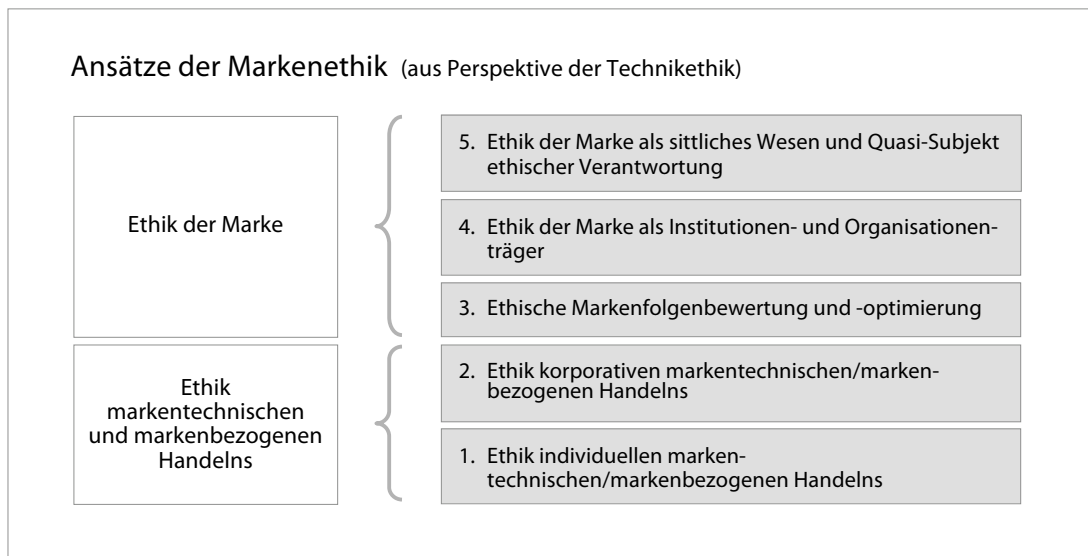 Ansätze der Markenethik (aus Perspektive der Technikethik)
Ethik der Marke
5. Ethik der Marke als sittliches Wesen und Quasi-Subjekt
ethischer Verantwortung
4. Ethik der Marke als Institutionen- und Organisationen-
träger
3. Ethische Markenfolgenbewertung und -optimierung
Ethik
markentechnischen
und markenbezogenen
Handelns
2. Ethik korporativen markentechnischen/marken-
bezogenen Handelns
1. Ethik individuellen marken-
technischen/markenbezogenen Handelns